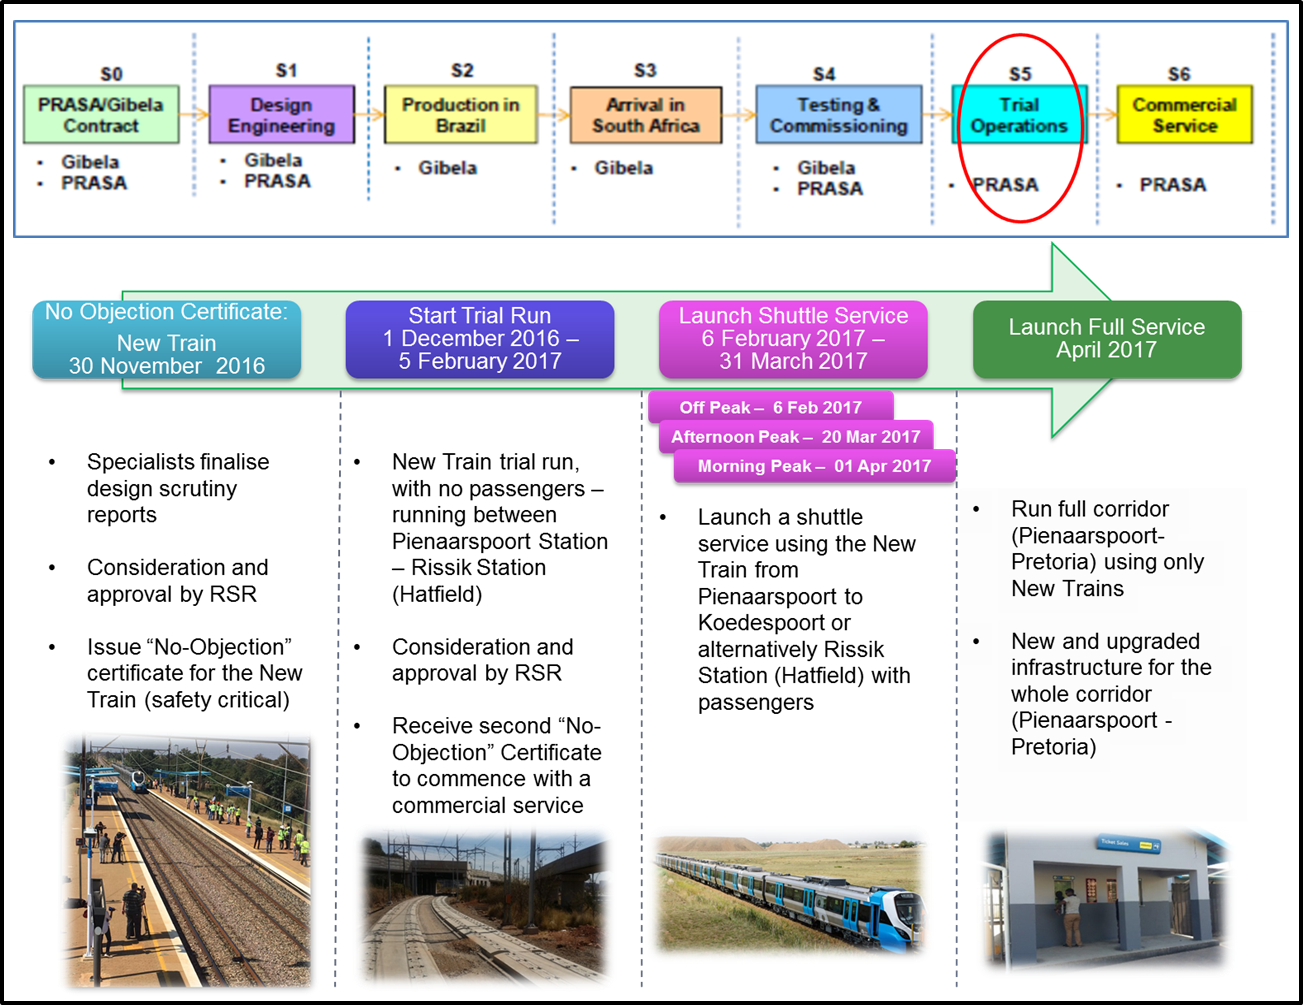 S0
PRASA/Gibela
Contract
• Gibela
• PRASA
S1
Design
Engineering
• Gibela
• PRASA
S2
Production in
Brazil
• Gibela
S3
Arrival in
South Africa
• Gibela
S4
Testing &
Commissioning
• Gibela
• PRASA
S5
Trial
Operations
• PRASA
S6
Commercial
Service
• PRASA
No Objection Certificate:
New Train
30 November 2016
Start Trial Run
1 December 2016 –
5 February 2017
Launch Shuttle Service
6 February 2017 –
31 March 2017
Launch Full Service
April 2017
Off Peak – 6 Feb 2017
Afternoon Peak – 20 Mar 2017
Morning Peak – 01 Apr 2017
• Specialists finalise
design scrutiny
reports
• Consideration and
approval by RSR
• Issue “No-Objection”
certificate for the New
Train (safety critical)
• New Train trial run,
with no passengers –
running between
Pienaarspoort Station
– Rissik Station
(Hatfield)
• Consideration and
approval by RSR
• Receive second “No-
Objection” Certificate
to commence with a
commercial service
• Launch a shuttle
service using the New
Train from
Pienaarspoort to
Koedespoort or
alternatively Rissik
Station (Hatfield) with
passengers
• Run full corridor
(Pienaarspoort-
Pretoria) using only
New Trains
• New and upgraded
infrastructure for the
whole corridor
(Pienaarspoort -
Pretoria)
Ticket Sales